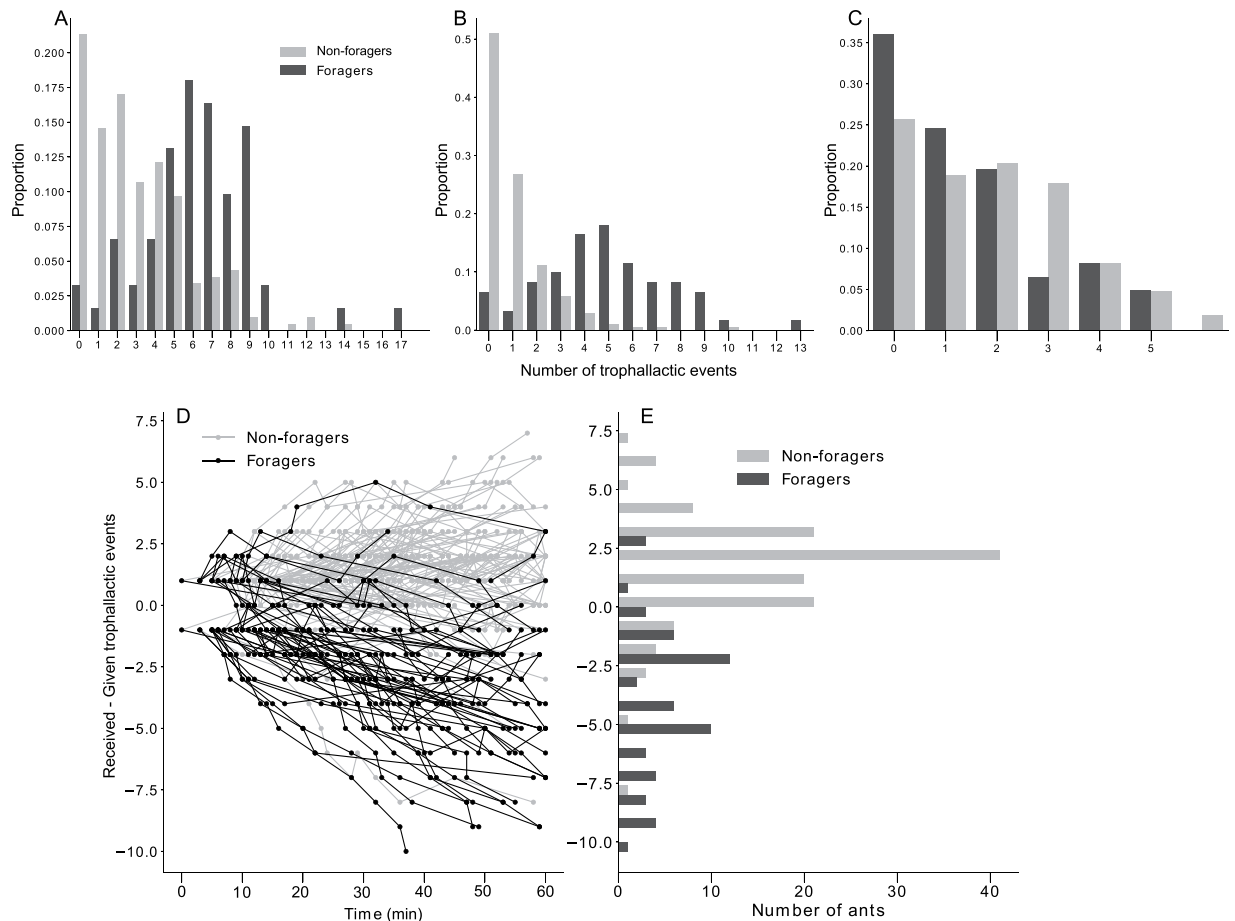 A
B
C
0.200
0.175
0.150
0.125
0.100
0.075
0.050
0.025
0.000
Proportion
Non-foragers
Foragers
0 1 2 3 4 5 6 7 8 9 10 11 12 13 14 15 16 17
0.5
0.4
0.3
0.2
0.1
0.0
Proportion
0 1 2 3 4 5 6 7 8 9 10 11 12 13
Number of trophallactic events
0.35
0.30
0.25
0.20
0.15
0.10
0.05
0.00
Proportion
0 1 2 3 4 5
D
7.5
5.0
2.5
0.0
−2.5
−5.0
−7.5
−10.0
Received - Given trophallactic events
Non-foragers
Foragers
0 10 20 30 40 50 60
Time (min)
E
7.5
5.0
2.5
0.0
−2.5
−5.0
−7.5
−10.0
Non-foragers
Foragers
0 10 20 30 40
Number of ants